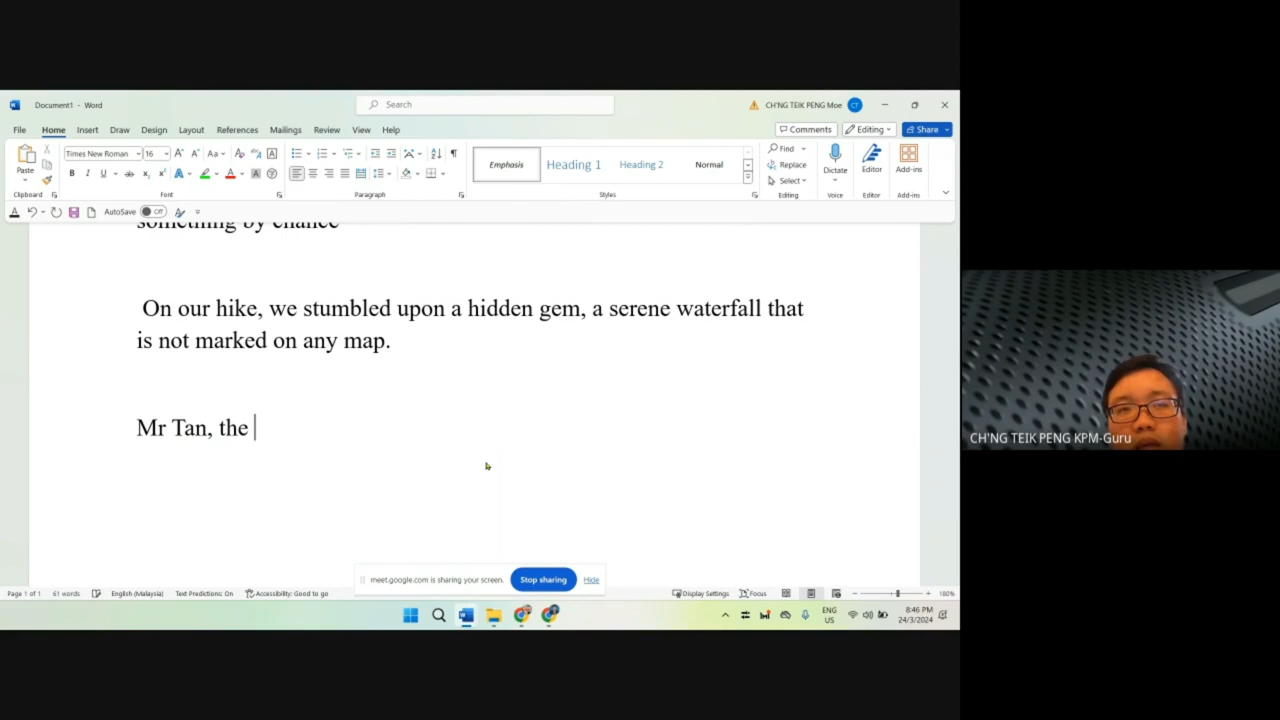 Document1 - Word
Search
CH'NG TEIK PENG Moe
CT
File Home Insert Draw Design Layout References Mailings Review View Help
Comments Editing Share
Times New Roman 16
Emphasis Heading 1 Heading 2 Normal
Find
Replace
Select
Paste
Dictate Editor Add-ins
Clipboard Font Paragraph Styles Editing Voice Editor Add-ins
AutoSave Off
something by chance
On our hike, we stumbled upon a hidden gem, a serene waterfall that
is not marked on any map.
Mr Tan, the
CH'NG TEIK PENG KPM-Guru
meet.google.com is sharing your screen. Stop sharing Hide
Page 1 of 1 61 words English (Malaysia) Text Predictions: On Accessibility: Good to go Display Settings Focus 180%
ENG
US
8:46 PM
24/3/2024